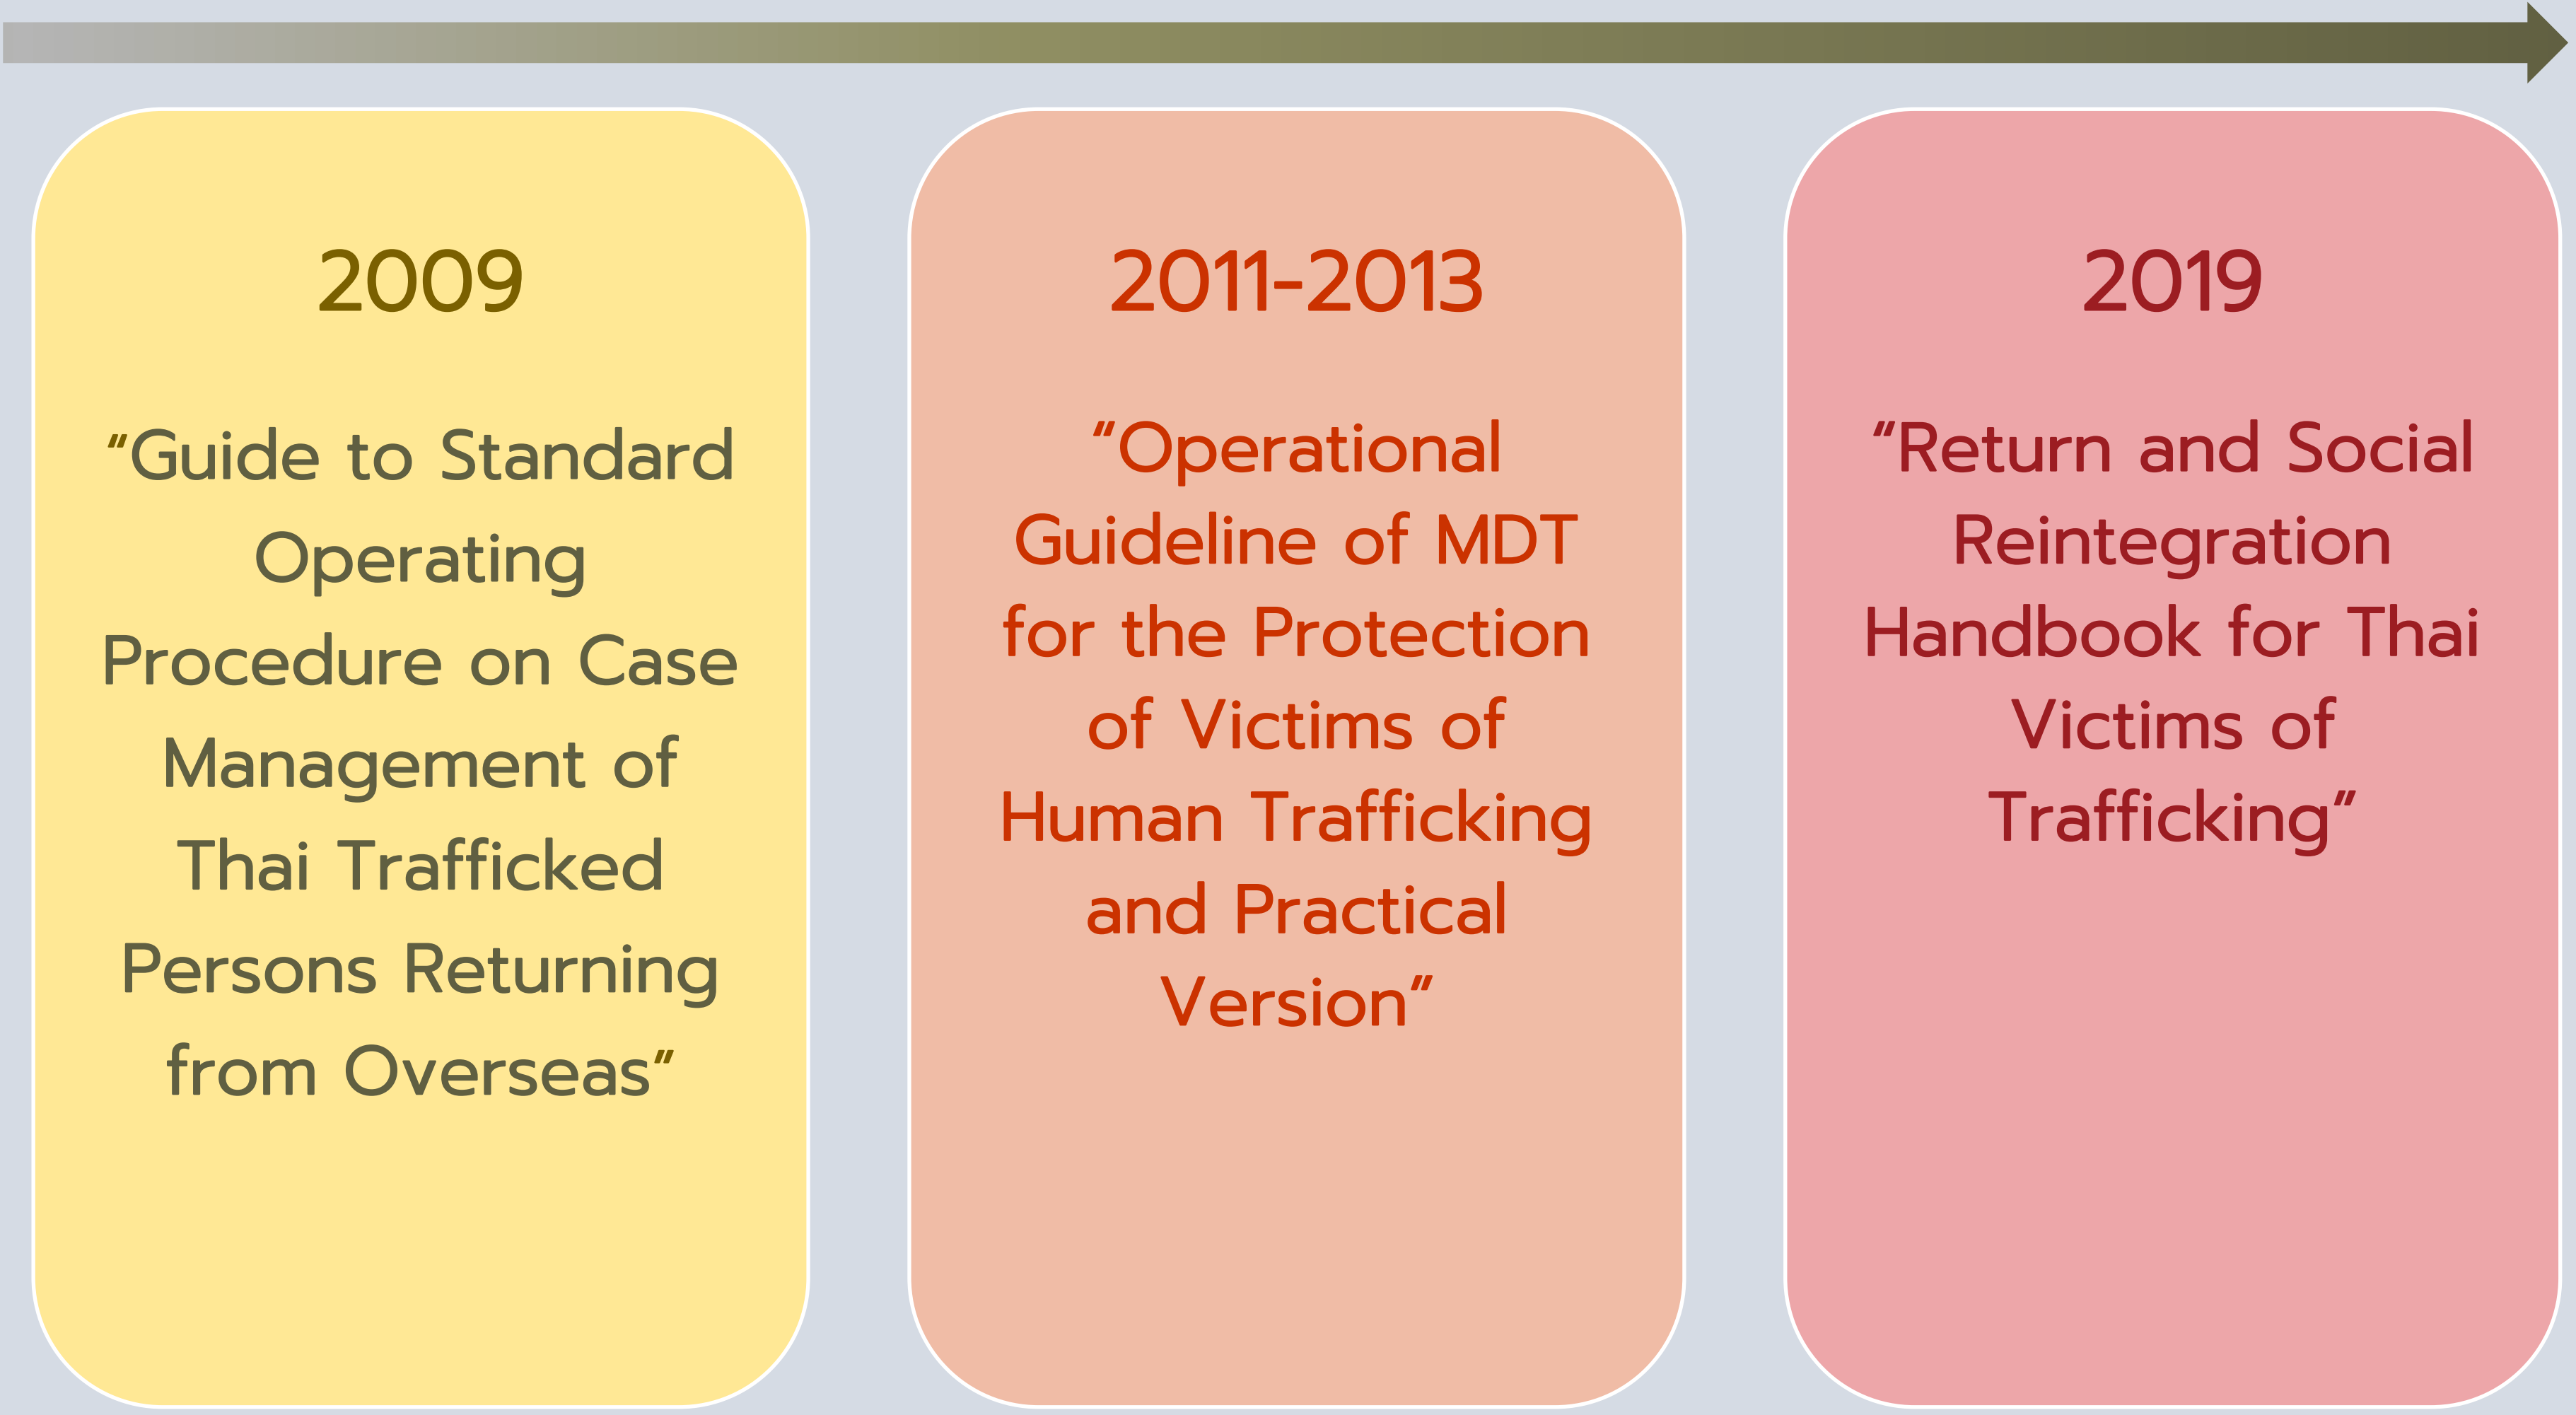 2009
"Guide to Standard
Operating
Procedure on Case
Management of
Thai Trafficked
Persons Returning
from Overseas"
2011-2013
"Operational
Guideline of MDT
for the Protection
of Victims of
Human Trafficking
and Practical
Version"
2019
"Return and Social
Reintegration
Handbook for Thai
Victims of
Trafficking"